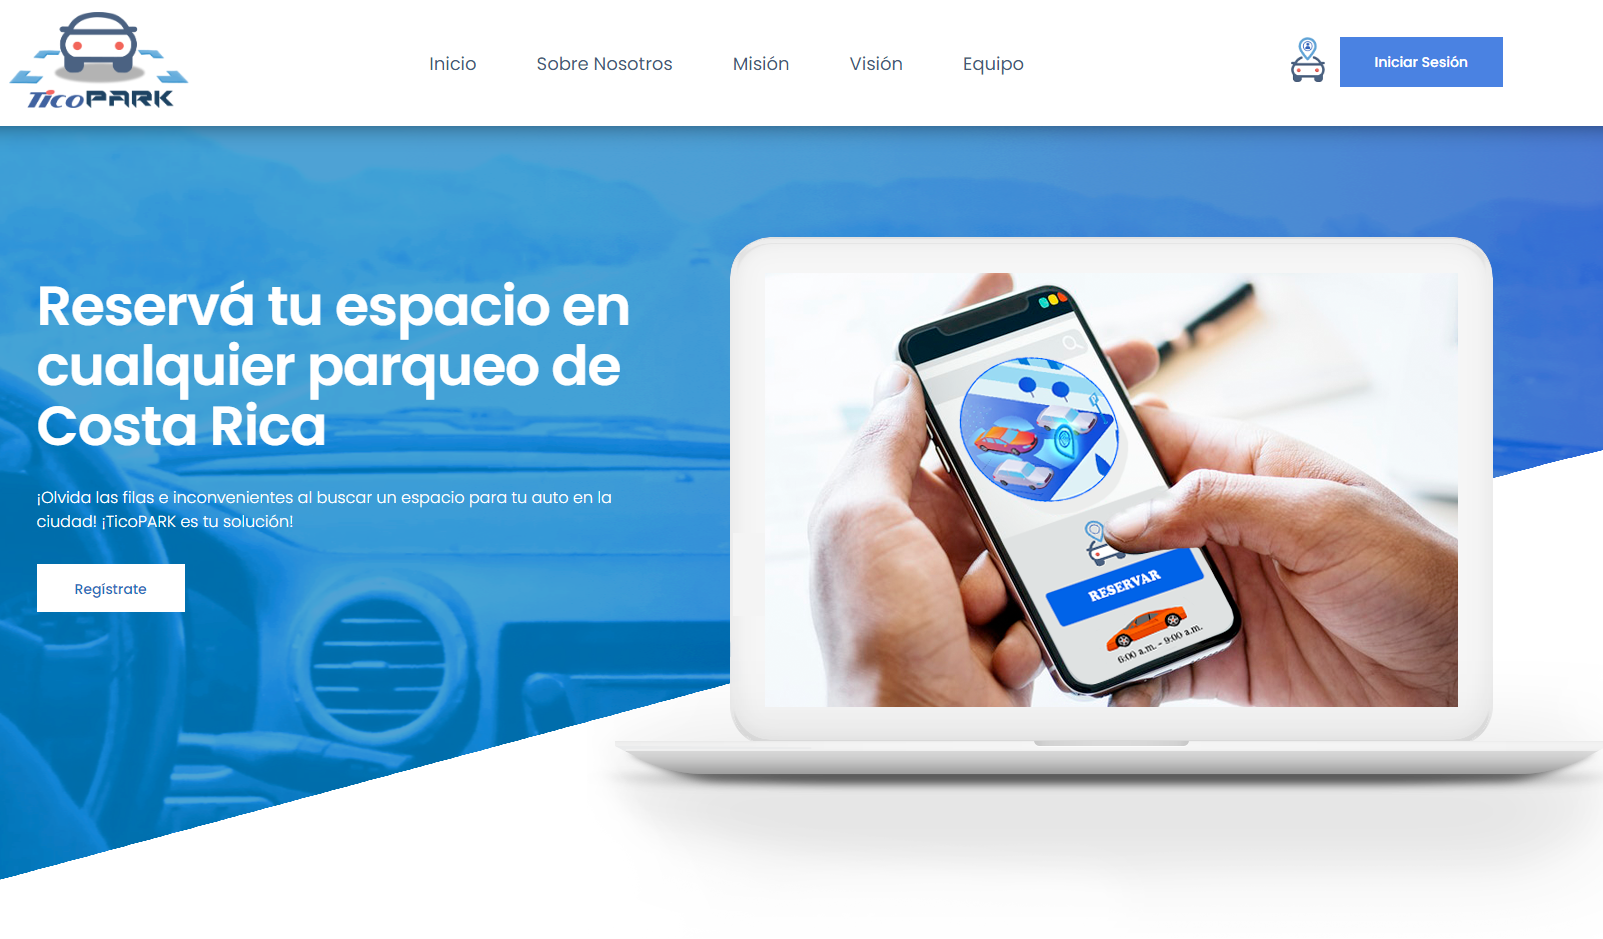 TicoPARK
Inicio
Sobre Nosotros
Misión
Visión
Equipo
Iniciar Sesión
Reservá tu espacio en
cualquier parqueo de
Costa Rica
¡Olvida las filas e inconvenientes al buscar un espacio para tu auto en la
ciudad! ¡TicoPARK es tu solución!
Regístrate
RESERVAR
6:00 a.m. - 9:00 a.m.